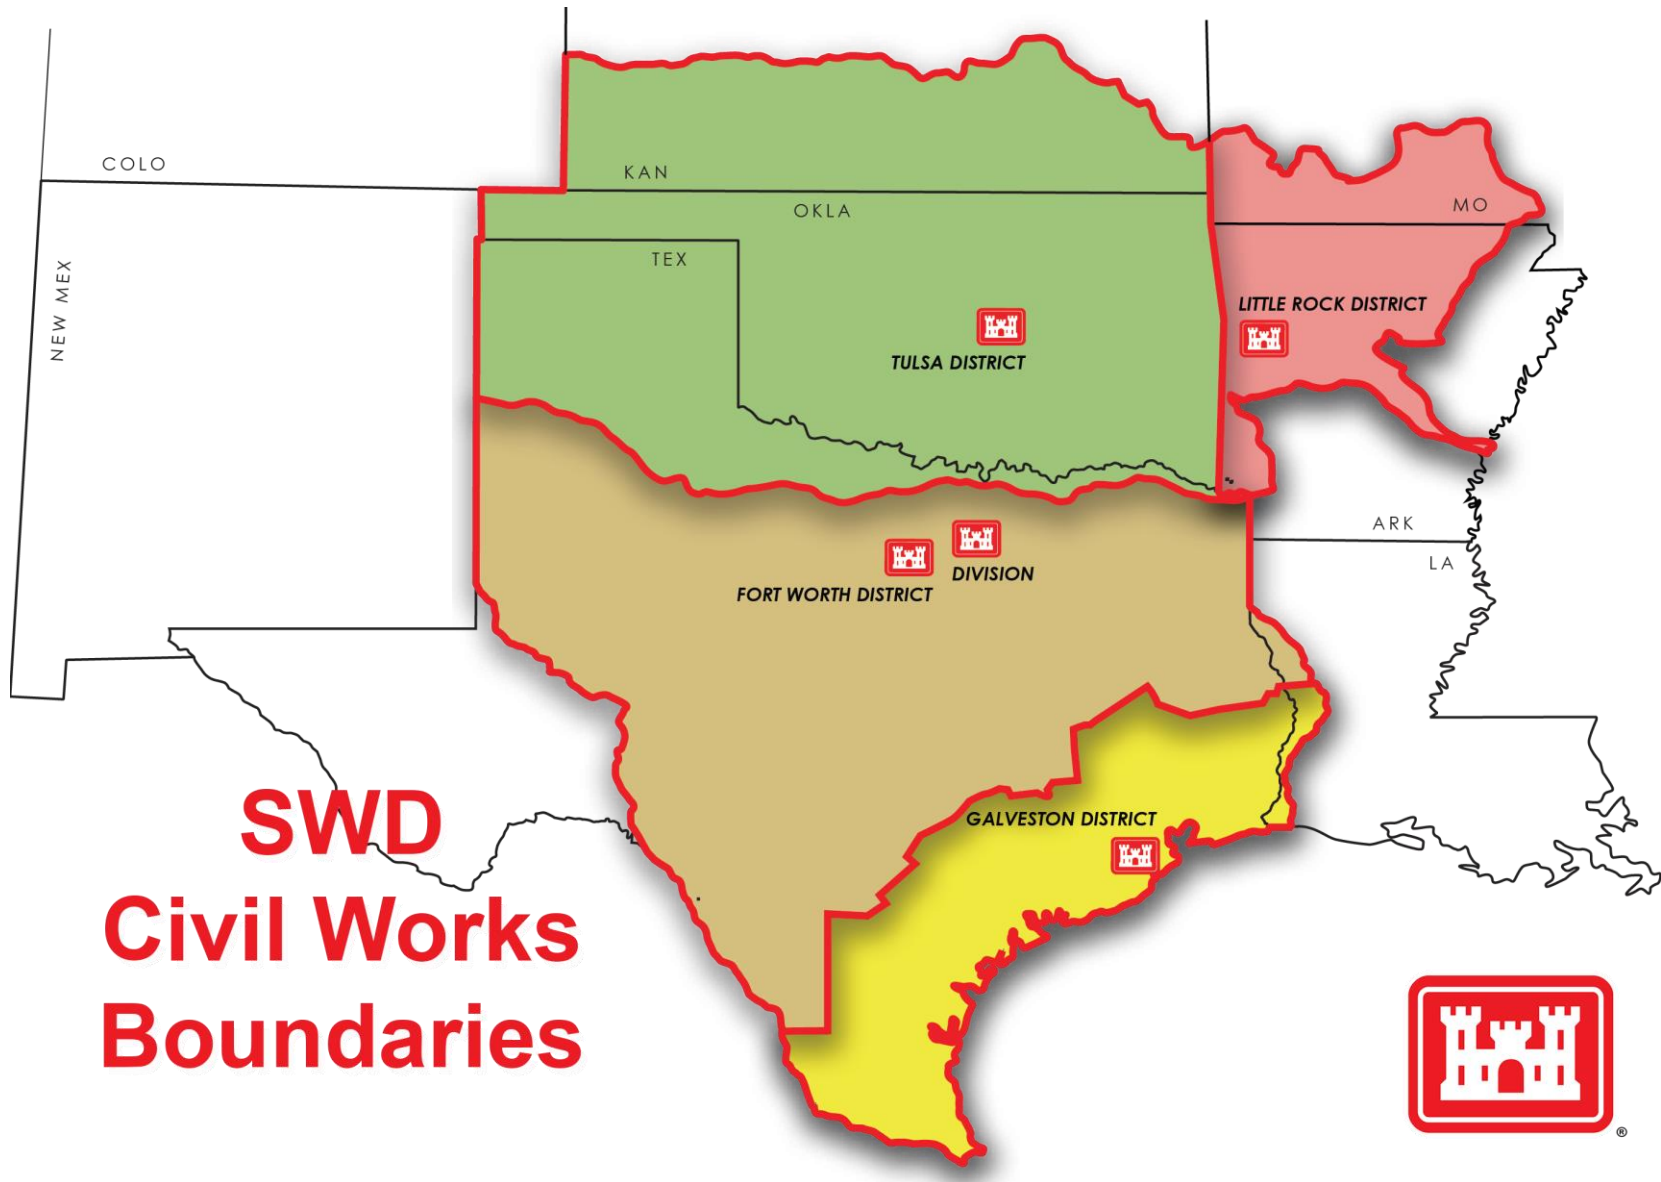 COLO
KAN
OKLA
MO
TEX
NEW MEX
LITTLE ROCK DISTRICT
TULSA DISTRICT
ARK
LA
DIVISION
FORT WORTH DISTRICT
GALVESTON DISTRICT
SWD
Civil Works
Boundaries
®